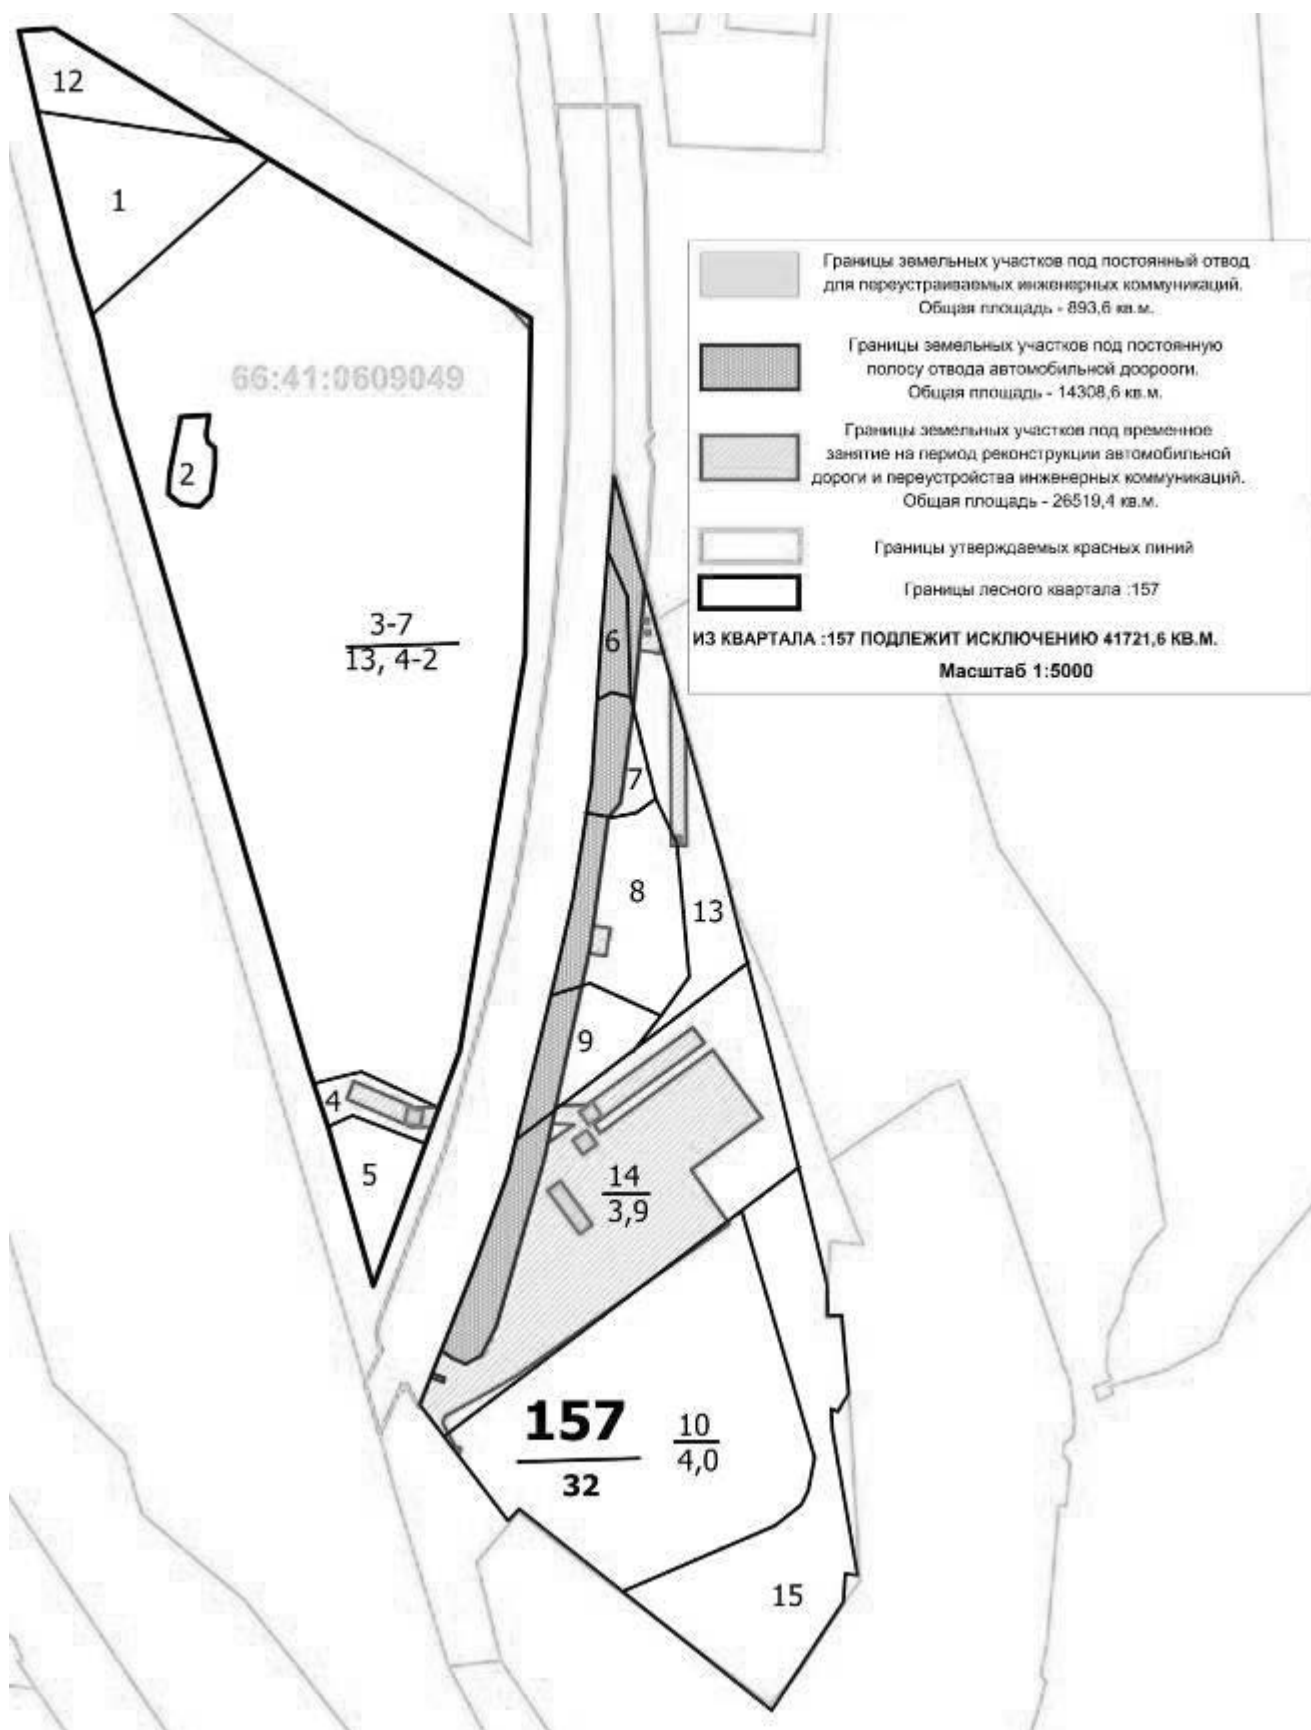 12
1
66:41:0609049
2
3-7
13, 4-2
4
5
6
7
8
13
9
14
3,9
157
32
10
4,0
15
Границы земельных участков под постоянный отвод
для переустраиваемых инженерных коммуникаций.
Общая площадь - 893,6 кв.м.
Границы земельных участков под постоянную
полосу отвода автомобильной доорооги.
Общая площадь - 14308,6 кв.м.
Границы земельных участков под временное
занятие на период реконструкции автомобильной
дороги и переустройства инженерных коммуникаций.
Общая площадь - 26519,4 кв.м.
Границы утверждаемых красных линий
Границы лесного квартала :157
ИЗ КВАРТАЛА :157 ПОДЛЕЖИТ ИСКЛЮЧЕНИЮ 41721,6 КВ.М.
Масштаб 1:5000